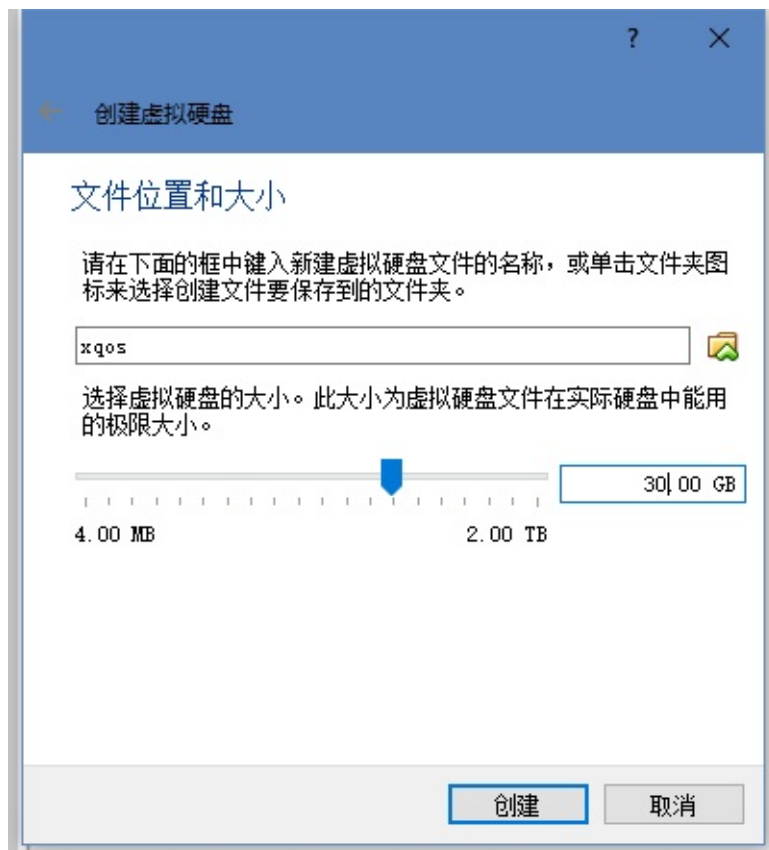 ?
创建虚拟硬盘
文件位置和大小
请在下面的框中键入新建虚拟硬盘文件的名称，或单击文件夹图
标来选择创建文件要保存到的文件夹。
xqos
选择虚拟硬盘的大小。此大小为虚拟硬盘文件在实际硬盘中能用
的极限大小。
30.00 GB
4.00 MB 2.00 TB
创建 取消